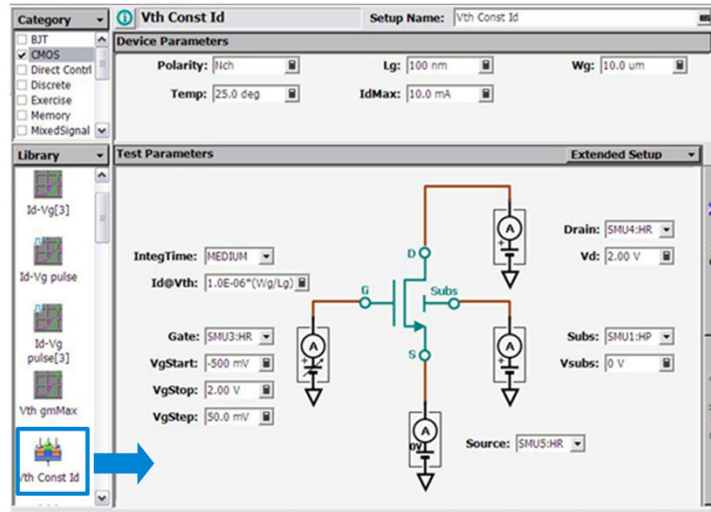 Category
Vth Const Id
Setup Name: Vth Const Id
BJT
CMOS
Direct Contrl
Discrete
Exercise
Memory
MixedSignal
Device Parameters
Polarity: Nch
Lg: 100 nm
Wg: 10.0 um
Temp: 25.0 deg
IdMax: 10.0 mA
Library
Id-Vg[3]
Id-Vg pulse
Id-Vg
pulse[3]
Vth gmMax
Vth Const Id
Test Parameters
Extended Setup
IntegTime: MEDIUM
Id@Vth: 1.0E-06*(Wg/Lg)
Gate: SMU3:HR
VgStart: -500 mV
VgStop: 2.00 V
VgStep: 50.0 mV
A
D
G
Subs
S
A
A
A
0V
Drain: SMU4:HR
Vd: 2.00 V
Subs: SMU1:HP
Vsubs: 0 V
Source: SMU5:HR